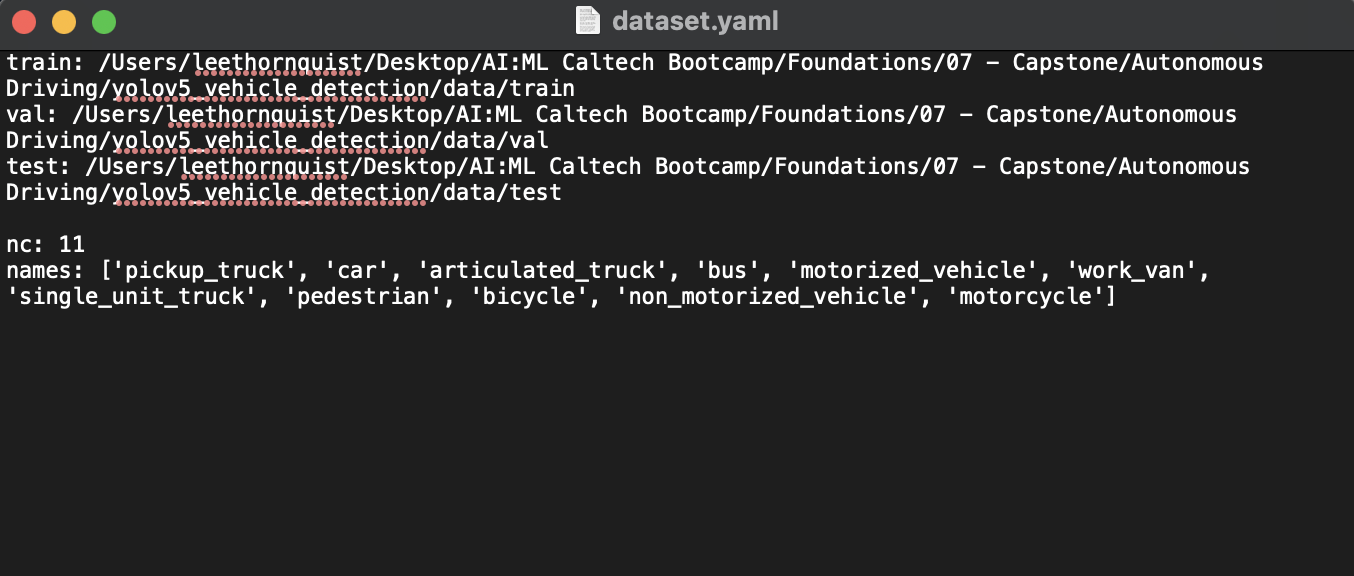 dataset.yaml
train: /Users/leethornquist/Desktop/AI:ML Caltech Bootcamp/Foundations/07 – Capstone/Autonomous
Driving/yolov5_vehicle_detection/data/train
val: /Users/leethornquist/Desktop/AI:ML Caltech Bootcamp/Foundations/07 – Capstone/Autonomous
Driving/yolov5_vehicle_detection/data/val
test: /Users/leethornquist/Desktop/AI:ML Caltech Bootcamp/Foundations/07 – Capstone/Autonomous
Driving/yolov5_vehicle_detection/data/test
nc: 11
names: ['pickup_truck', 'car', 'articulated_truck', 'bus', 'motorized_vehicle', 'work_van',
'single_unit_truck', 'pedestrian', 'bicycle', 'non_motorized_vehicle', 'motorcycle']